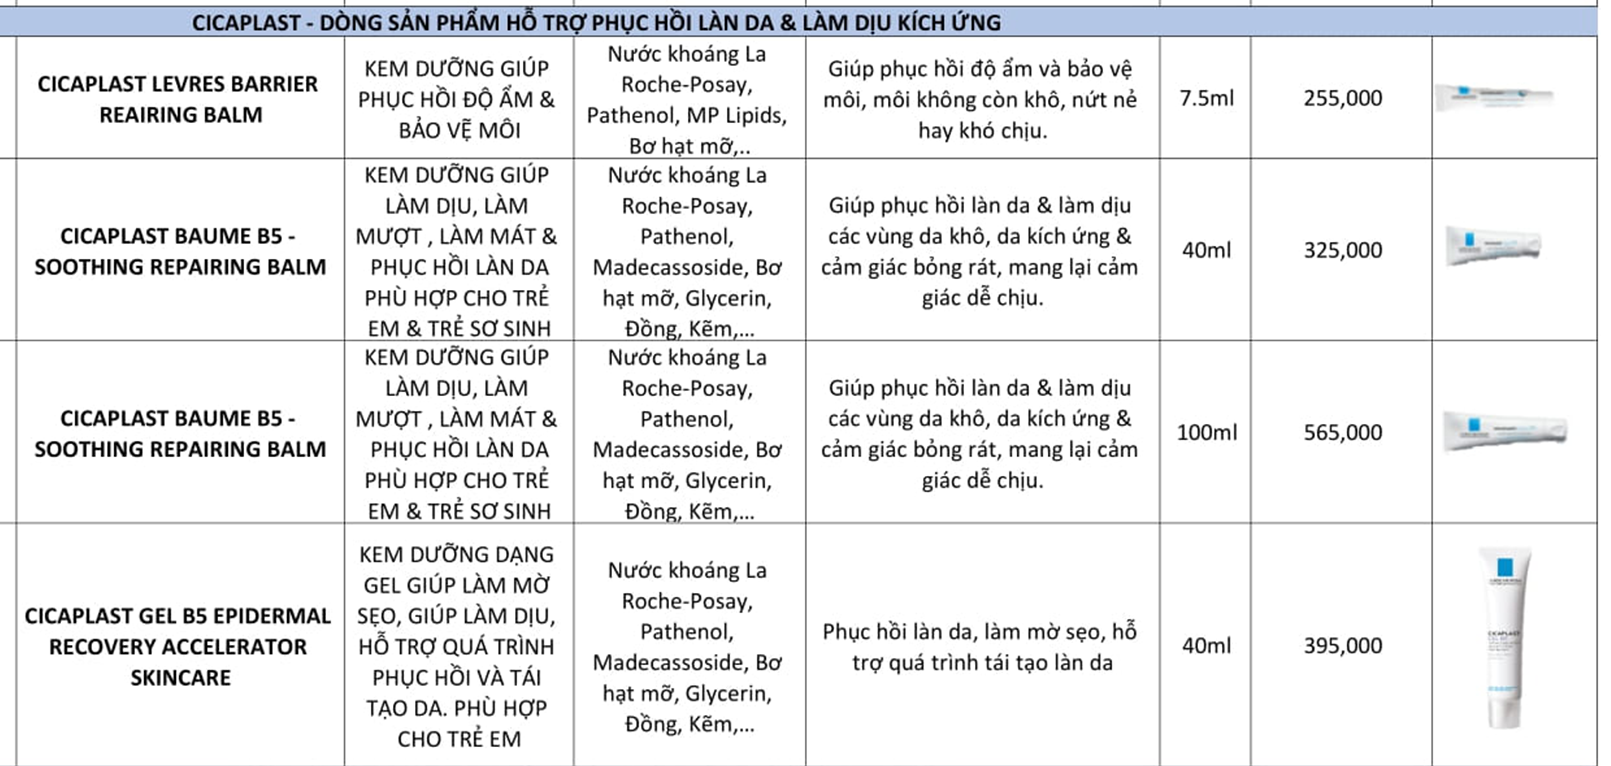 CICAPLAST - DÒNG SẢN PHẨM HỖ TRỢ PHỤC HỒI LÀN DA & LÀM DỊU KÍCH ỨNG
CICAPLAST LEVRES BARRIER
REAIRING BALM
KEM DƯỠNG GIÚP
PHỤC HỒI ĐỘ ẨM &
BẢO VỆ MÔI
Nước khoáng La
Roche-Posay,
Pathenol, MP Lipids,
Bơ hạt mỡ,..
Giúp phục hồi độ ẩm và bảo vệ
môi, môi không còn khô, nứt nẻ
hay khó chịu.
7.5ml
255,000
CICAPLAST BAUME B5 -
SOOTHING REPAIRING BALM
KEM DƯỠNG GIÚP
LÀM DỊU, LÀM
MƯỢT , LÀM MÁT &
PHỤC HỒI LÀN DA
PHÙ HỢP CHO TRẺ
EM & TRẺ SƠ SINH
Nước khoáng La
Roche-Posay,
Pathenol,
Madecassoside, Bơ
hạt mỡ, Glycerin,
Đồng, Kẽm,...
Giúp phục hồi làn da & làm dịu
các vùng da khô, da kích ứng &
cảm giác bỏng rát, mang lại cảm
giác dễ chịu.
40ml
325,000
CICAPLAST BAUME B5 -
SOOTHING REPAIRING BALM
KEM DƯỠNG GIÚP
LÀM DỊU, LÀM
MƯỢT , LÀM MÁT &
PHỤC HỒI LÀN DA
PHÙ HỢP CHO TRẺ
EM & TRẺ SƠ SINH
Nước khoáng La
Roche-Posay,
Pathenol,
Madecassoside, Bơ
hạt mỡ, Glycerin,
Đồng, Kẽm,...
Giúp phục hồi làn da & làm dịu
các vùng da khô, da kích ứng &
cảm giác bỏng rát, mang lại cảm
giác dễ chịu.
100ml
565,000
CICAPLAST GEL B5 EPIDERMAL
RECOVERY ACCELERATOR
SKINCARE
KEM DƯỠNG DẠNG
GEL GIÚP LÀM MỜ
SẸO, GIÚP LÀM DỊU,
HỖ TRỢ QUÁ TRÌNH
PHỤC HỒI VÀ TÁI
TẠO DA. PHÙ HỢP
CHO TRẺ EM
Nước khoáng La
Roche-Posay,
Pathenol,
Madecassoside, Bơ
hạt mỡ, Glycerin,
Đồng, Kẽm,...
Phục hồi làn da, làm mờ sẹo, hỗ
trợ quá trình tái tạo làn da
40ml
395,000
CICAPLAST